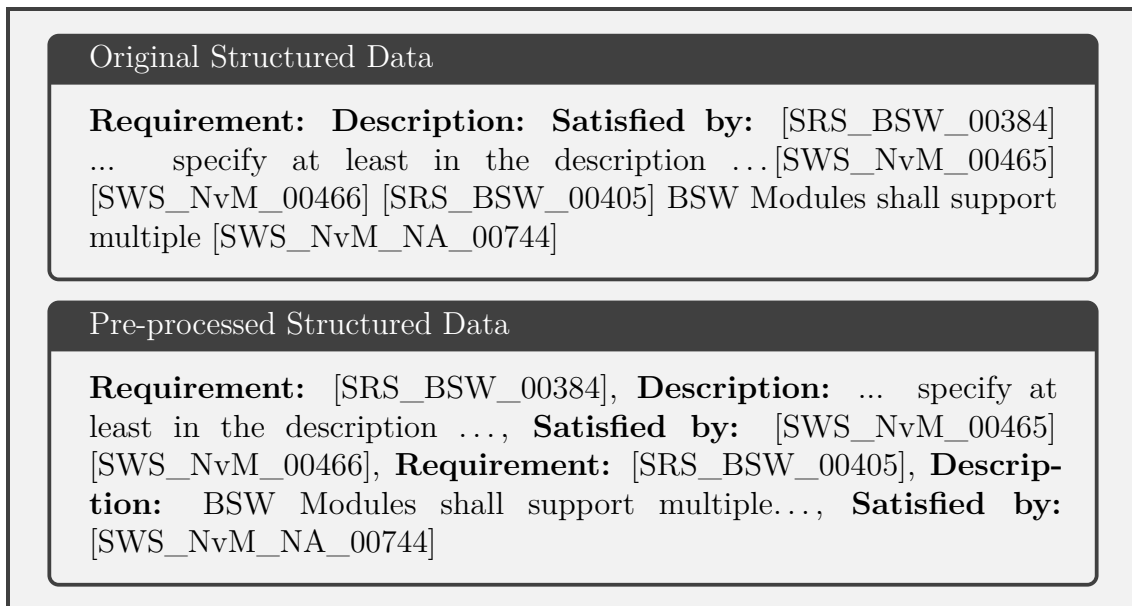 Original Structured Data
Requirement: Description: Satisfied by: [SRS_BSW_00384]
... specify at least in the description ...[SWS_NvM_00465]
[SWS_NvM_00466] [SRS_BSW_00405] BSW Modules shall support
multiple [SWS_NvM_NA_00744]
Pre-processed Structured Data
Requirement: [SRS_BSW_00384], Description: ... specify at
least in the description ..., Satisfied by: [SWS_NvM_00465]
[SWS_NvM_00466], Requirement: [SRS_BSW_00405], Descrip-
tion: BSW Modules shall support multiple..., Satisfied by:
[SWS_NvM_NA_00744]